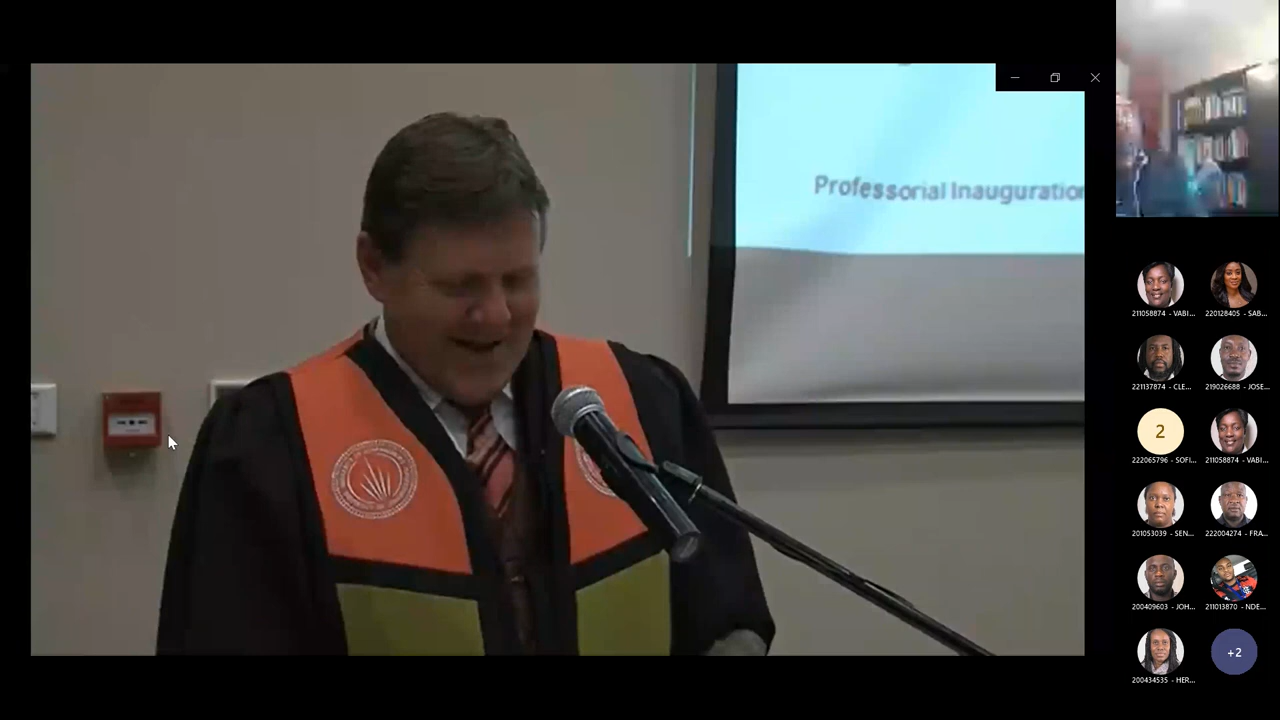 Professorial Inauguration
211058874 - VABI...
220128405 - SAB...
221137874 - CLE...
219026688 - JOSE...
2
222065796 - SOFI...
211058874 - VABI...
201053039 - SEN...
222004274 - FRA...
200409603 - JOH...
211013870 - NDE...
200434535 - HER...
+2